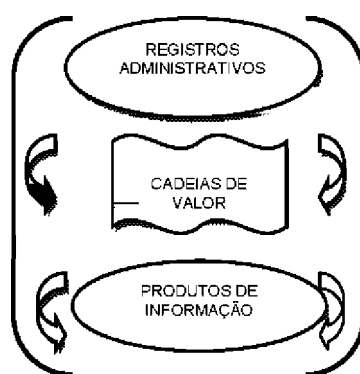 REGISTROS
ADMINISTRATIVOS
CADEIAS DE
VALOR
PRODUTOS DE
INFORMAÇÃO